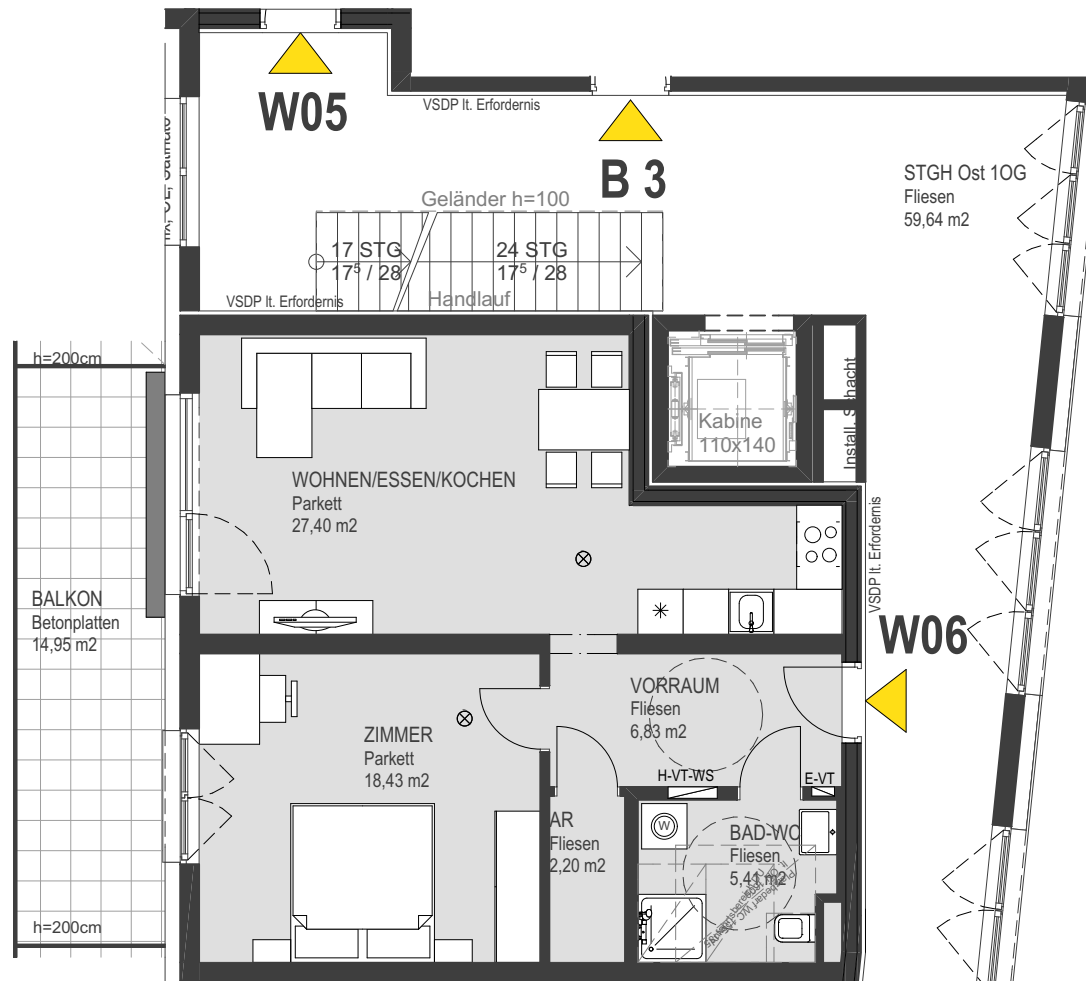 W05
VSDP lt. Erfordernis
B 3
STGH Ost 1OG
Fliesen
59,64 m2
Geländer h=100
17 STG
17⁵ / 28
24 STG
17⁵ / 28
Handlauf
VSDP lt. Erfordernis
h=200cm
Kabine
110x140
Install. Schacht
WOHNEN/ESSEN/KOCHEN
Parkett
27,40 m2
VSDP lt. Erfordernis
BALKON
Betonplatten
14,95 m2
W06
VORRAUM
Fliesen
6,83 m2
ZIMMER
Parkett
18,43 m2
H-VT-WS
E-VT
W
AR
Fliesen
2,20 m2
BAD-WC
Fliesen
5,41 m2
h=200cm